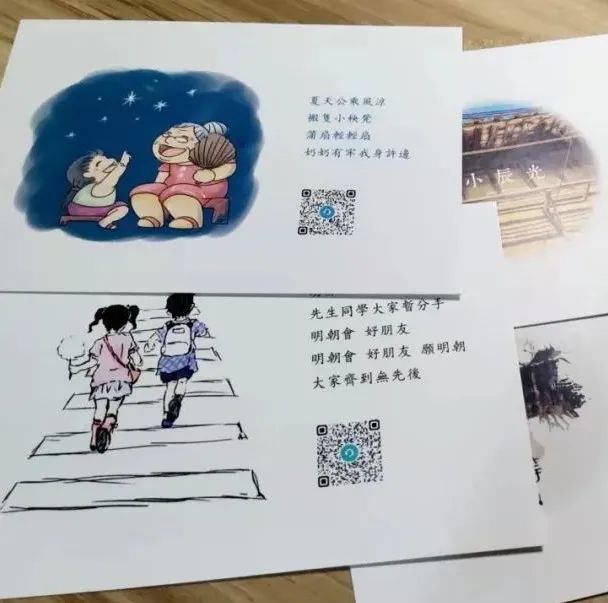 夏天公乘風涼
搬隻小秧凳
蒲扇輕輕扇
奶奶有牢我身許邊
小辰光
先生同學大家暫分手
明朝會 好朋友
明朝會 好朋友 願明朝
大家齊到無先後